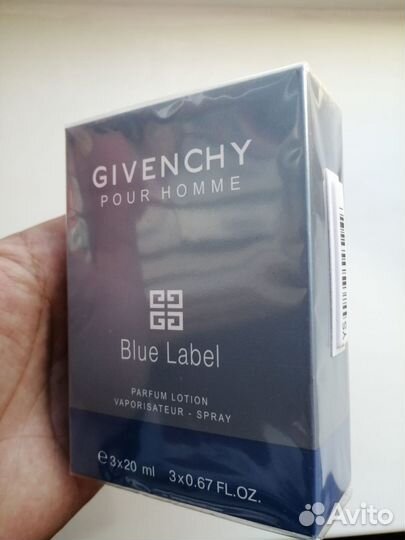 GIVENCHY
POUR HOMME
Blue Label
PARFUM LOTION
VAPORISATEUR - SPRAY
℮ 3x20 ml 3x0.67 FL.OZ.
Avito